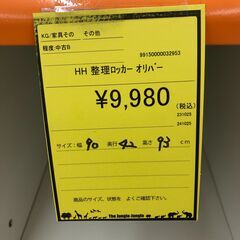 KG/家具その　その他
程度:中古B
99150000032953
HH 整理ﾛｯｶｰ オリバー
¥9,980
(税込)
231025
241025
サイズ: 幅 90 奥行 42 高さ 93 cm
商品のサイズ、状態を よくご確認下さい。
The Jungle-Jungle